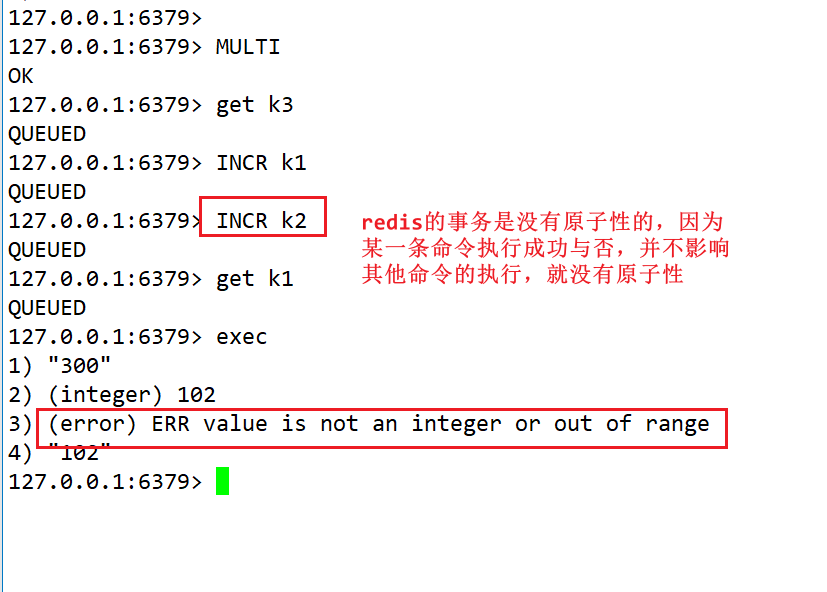 127.0.0.1:6379>
127.0.0.1:6379> MULTI
OK
127.0.0.1:6379> get k3
QUEUED
127.0.0.1:6379> INCR k1
QUEUED
127.0.0.1:6379> INCR k2
QUEUED
127.0.0.1:6379> get k1
QUEUED
127.0.0.1:6379> exec
1) "300"
2) (integer) 102
3) (error) ERR value is not an integer or out of range
4) "102"
127.0.0.1:6379>
redis的事务是没有原子性的，因为
某一条命令执行成功与否，并不影响
其他命令的执行，就没有原子性